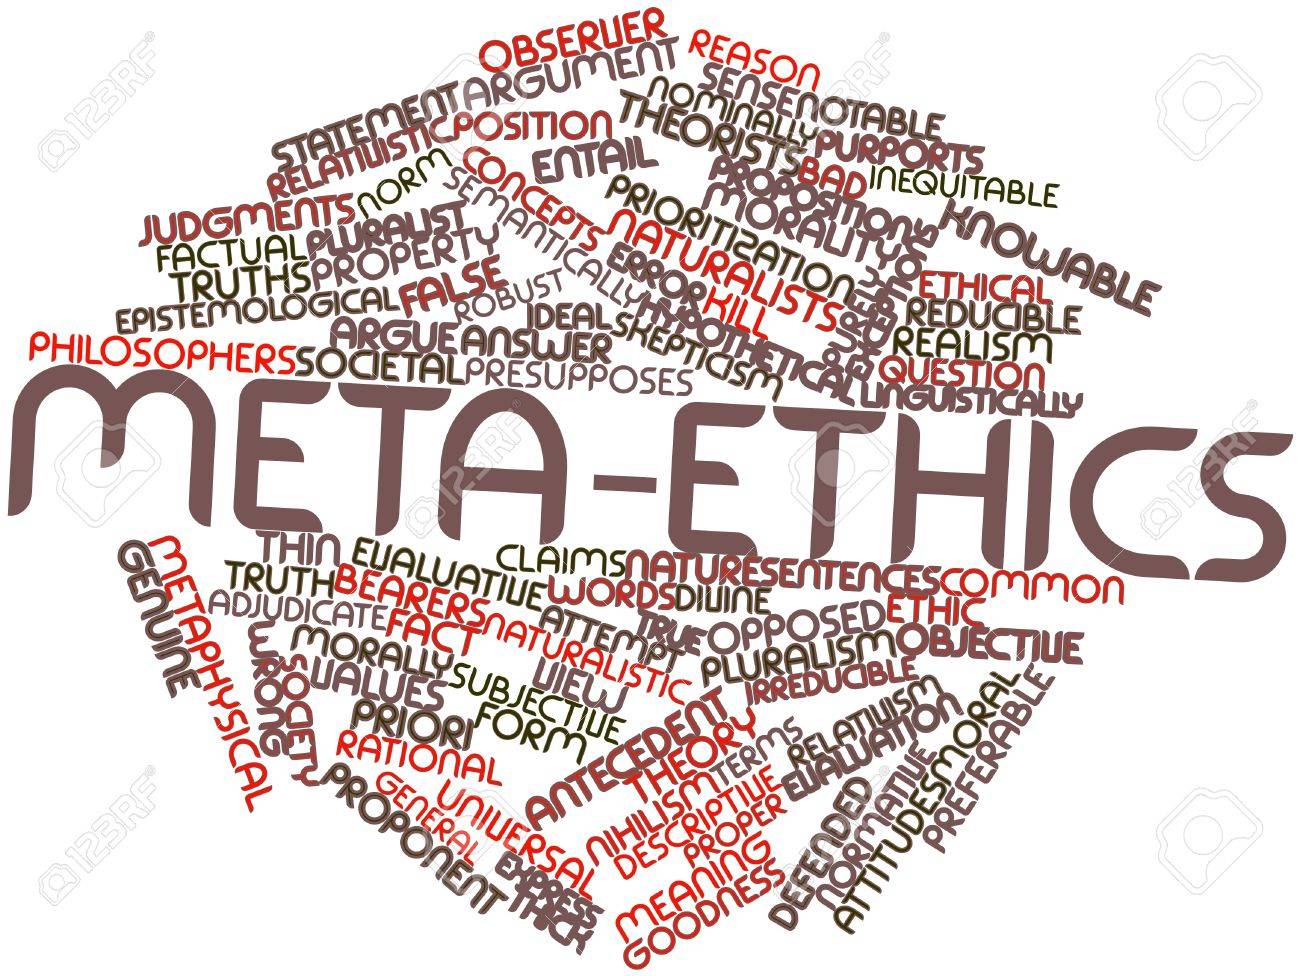 OBSERVER
REASON
STATEMENT
ARGUMENT
SENSE
NOTABLE
NOMINALLY
THEORISTS
RELATIVISTIC
POSITION
PURPORTS
ENTAIL
BAD
INEQUITABLE
NORM
CONCEPTS
PROPOSITION
PRIORITIZATION
MORALITY
KNOWABLE
JUDGMENTS
SEMANTICALLY
NATURALISTS
FACTUAL
PLURALIST
TRUTHS
PROPERTY
ERROR
ETHICAL
EPISTEMOLOGICAL
FALSE
ROBUST
KILL
REDUCIBLE
IDEAL
HYPOTHETICAL
PURELY
REALISM
ARGUE
ANSWER
SKEPTICISM
PHILOSOPHERS
SOCIETAL
PRESUPPOSES
QUESTION
LINGUISTICALLY
META-ETHICS
THIN
EVALUATIVE
CLAIMS
NATURE
SENTENCES
COMMON
METAPHYSICAL
GENUINE
TRUTH
BEARERS
WORDS
DIVINE
ETHIC
ADJUDICATE
FACT
NATURALISTIC
ATTEMPT
TRUE
OPPOSED
OBJECTIVE
WRONG
MORALLY
PLURALISM
SOCIETY
VALUES
SUBJECTIVE
VIEW
IRREDUCIBLE
PRIORI
FORM
ANTECEDENT
THEORY
TERMS
RELATIVISM
MORAL
PREFERABLE
RATIONAL
EVALUATION
PROPONENT
GENERAL
UNIVERSAL
NIHILISM
DESCRIPTIVE
PROPER
DEFENDED
NORMATIVE
ATTITUDES
EXPRESS
THICK
MEANING
GOODNESS
123RF